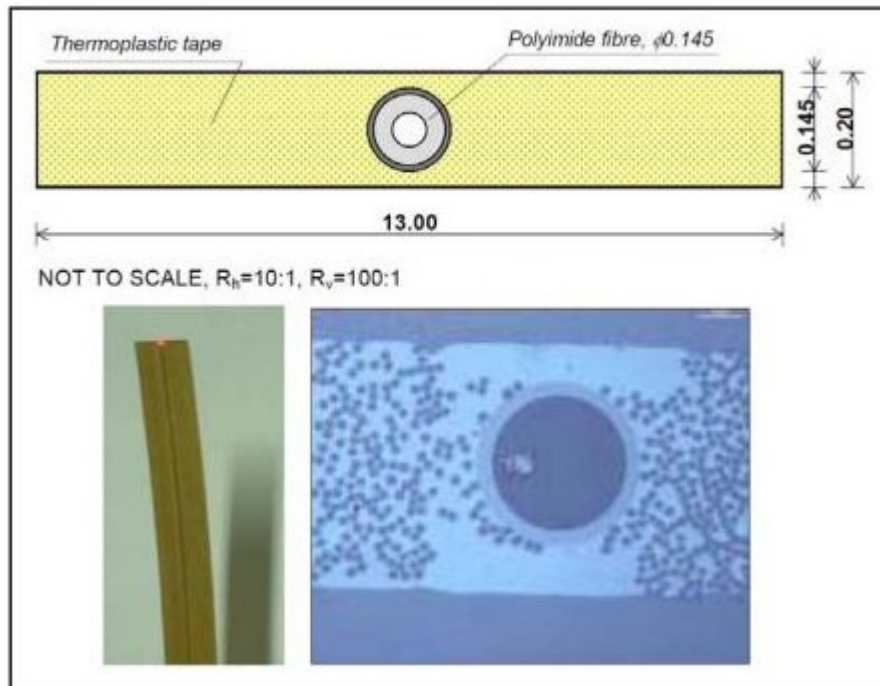 Thermoplastic tape
Polyimide fibre, ϕ0.145
0.145
0.20
13.00
NOT TO SCALE, Rh=10:1, Rv=100:1